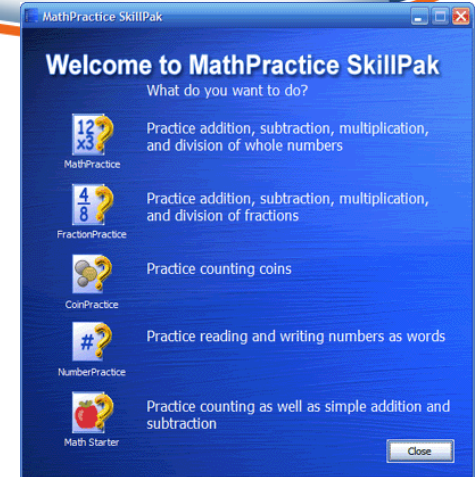 MathPractice SkillPak
Welcome to MathPractice SkillPak
What do you want to do?
12
x3
MathPractice
Practice addition, subtraction, multiplication,
and division of whole numbers
4
8
FractionPractice
Practice addition, subtraction, multiplication,
and division of fractions
CoinPractice
Practice counting coins
#?
NumberPractice
Practice reading and writing numbers as words
Math Starter
Practice counting as well as simple addition and
subtraction
Close